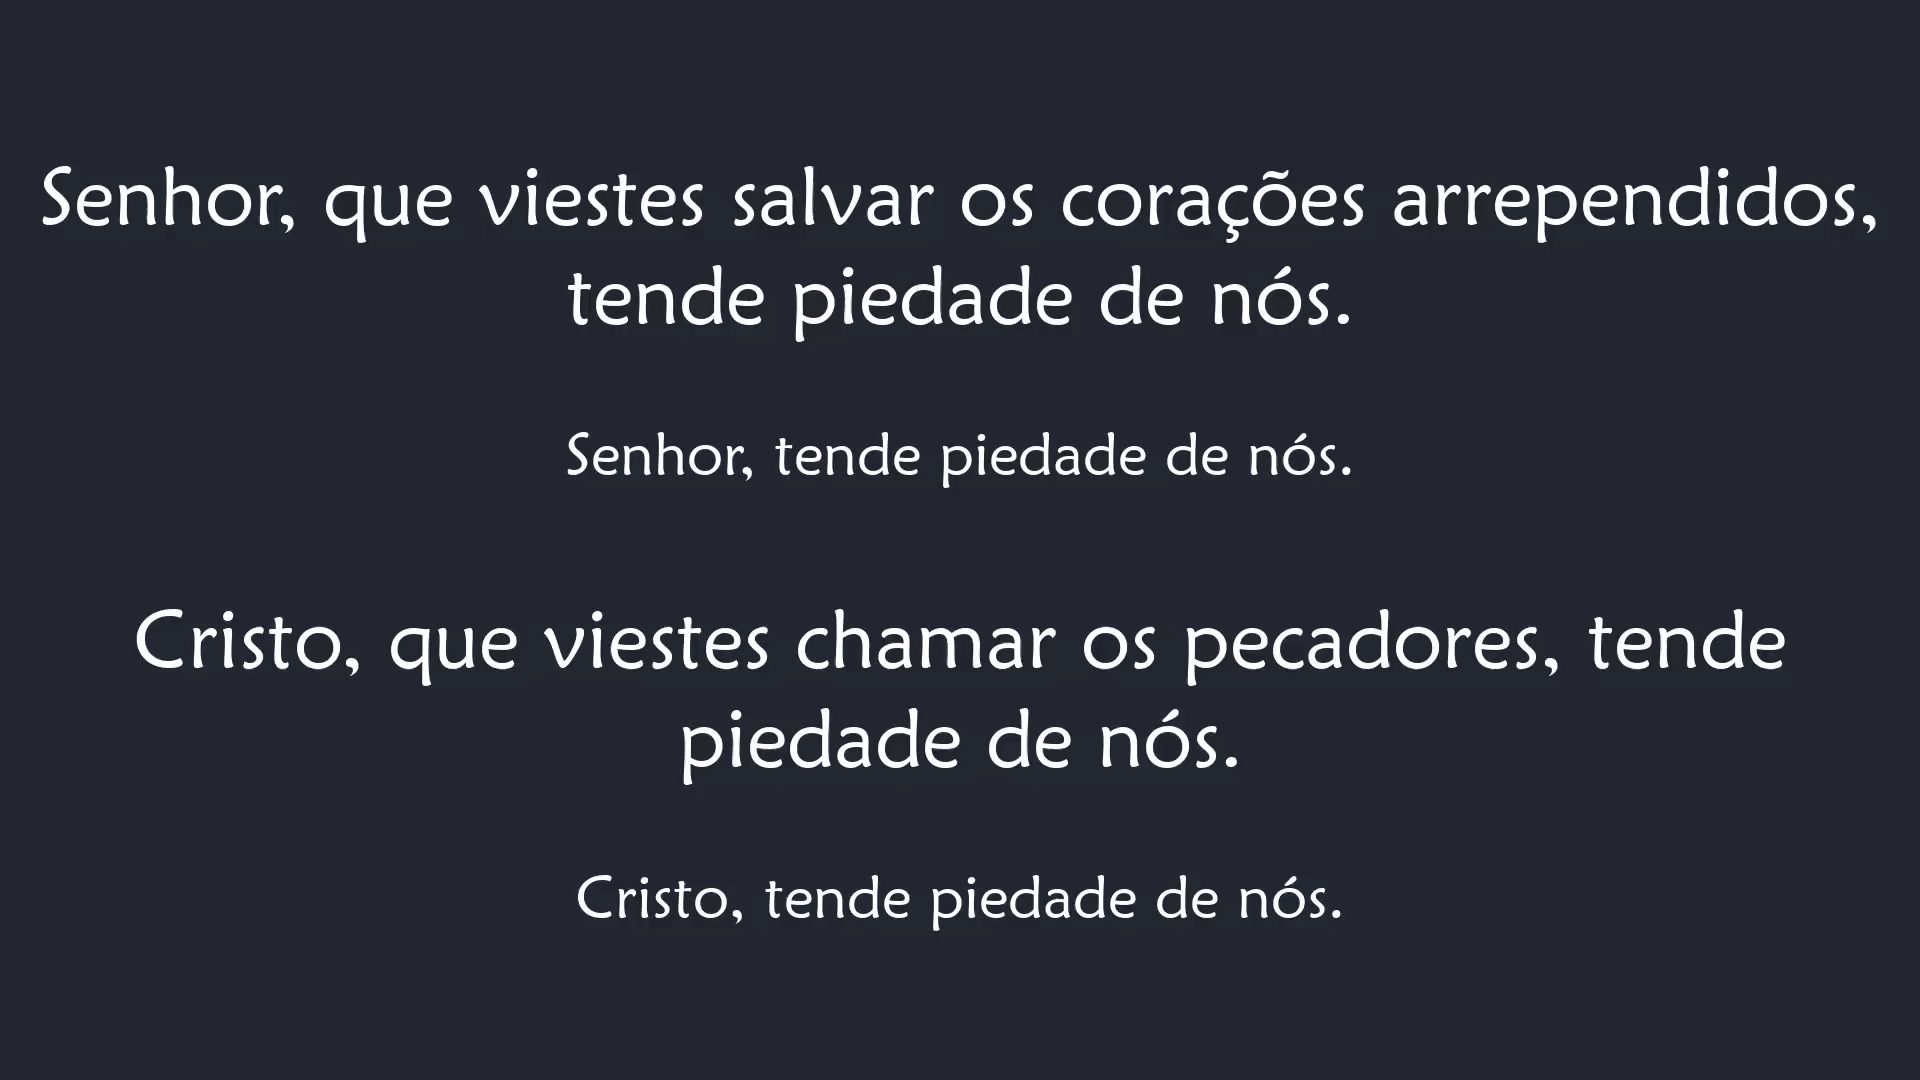 Senhor, que viestes salvar os corações arrependidos,
tende piedade de nós.
Senhor, tende piedade de nós.
Cristo, que viestes chamar os pecadores, tende
piedade de nós.
Cristo, tende piedade de nós.